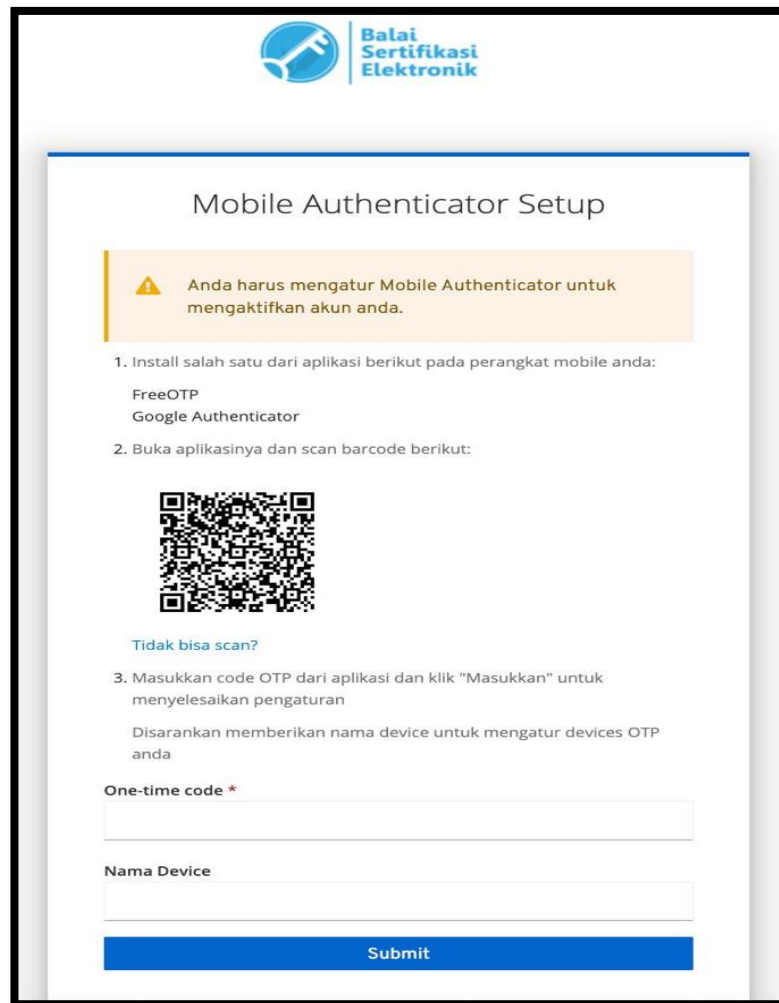 Balai
Sertifikasi
Elektronik
Mobile Authenticator Setup
Anda harus mengatur Mobile Authenticator untuk
mengaktifkan akun anda.
1. Install salah satu dari aplikasi berikut pada perangkat mobile anda:
FreeOTP
Google Authenticator
2. Buka aplikasinya dan scan barcode berikut:
Tidak bisa scan?
3. Masukkan code OTP dari aplikasi dan klik "Masukkan" untuk
menyelesaikan pengaturan
Disarankan memberikan nama device untuk mengatur devices OTP
anda
One-time code *
Nama Device
Submit